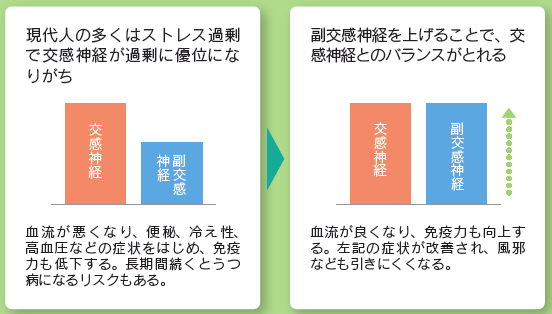 現代人の多くはストレス過剰
で交感神経が過剰に優位にな
りがち
交感神経
副交感
神経
血流が悪くなり、便秘、冷え性、
高血圧などの症状をはじめ、免疫
力も低下する。長期間続くとうつ
病になるリスクもある。
副交感神経を上げることで、交
感神経とのバランスがとれる
交感神経
副交感神経
血流が良くなり、免疫力も向上す
る。左記の症状が改善され、風邪
なども引きにくくなる。